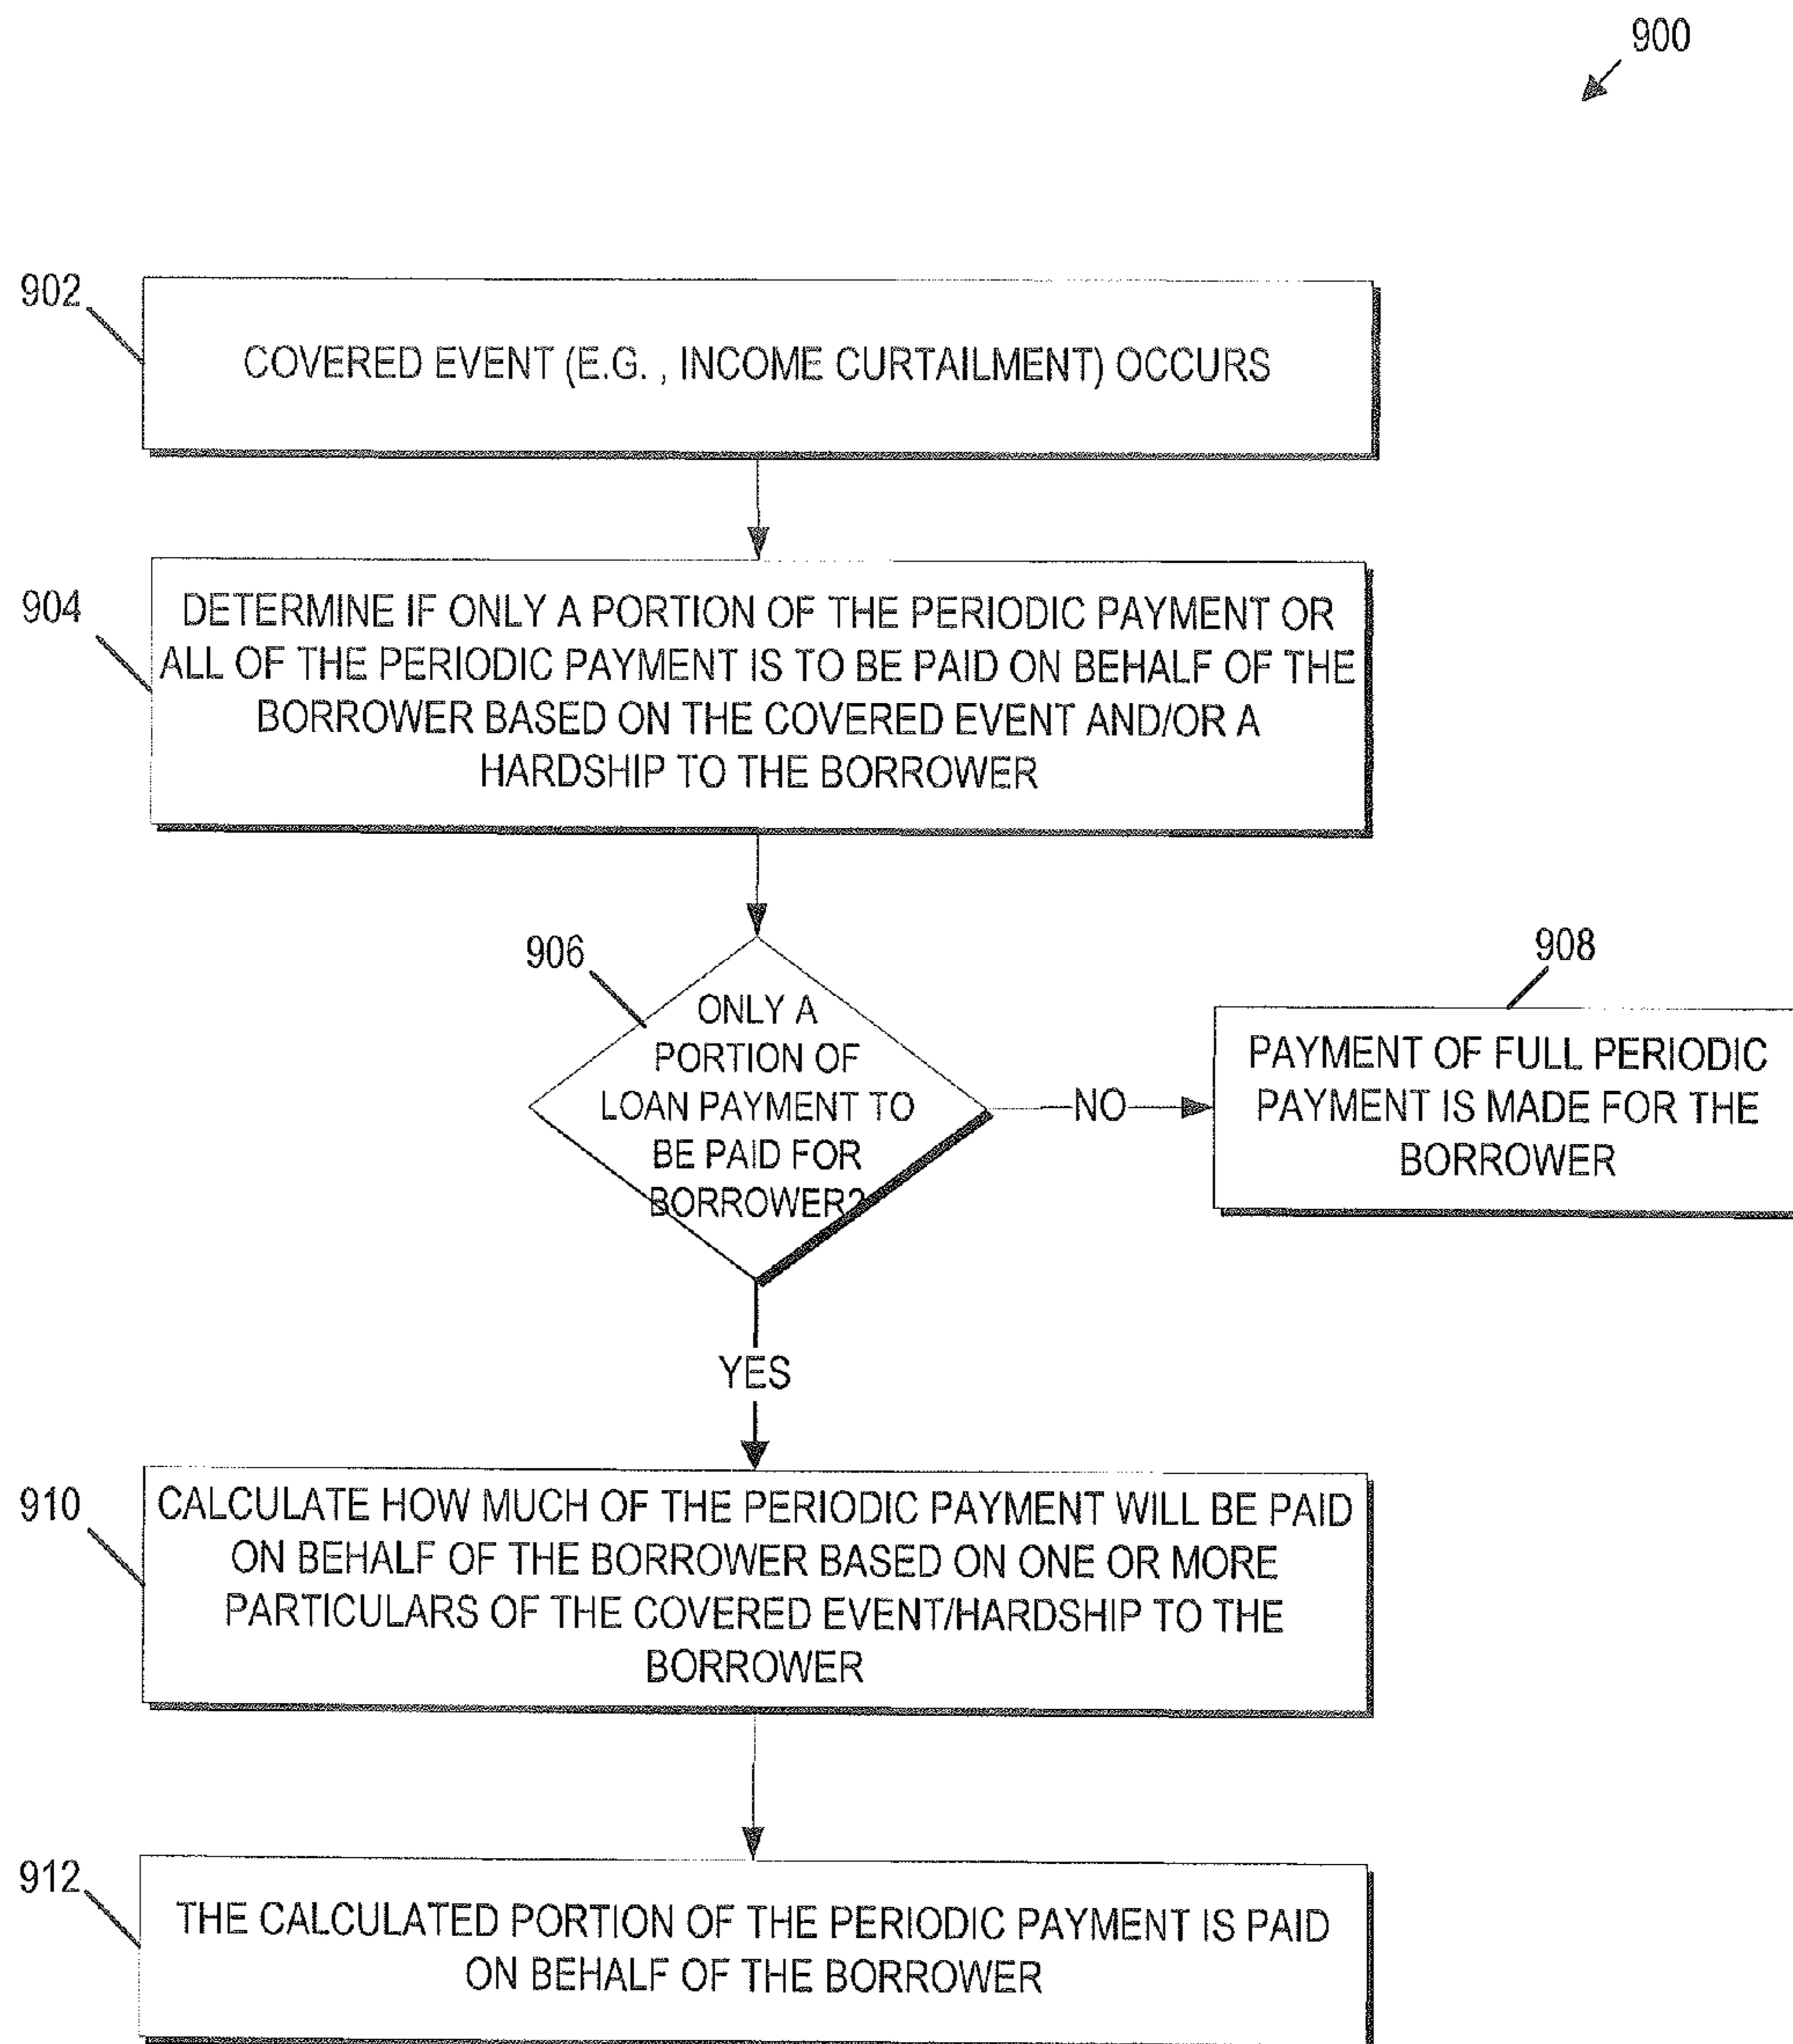 900
902
COVERED EVENT (E.G. , INCOME CURTAILMENT) OCCURS
904
DETERMINE IF ONLY A PORTION OF THE PERIODIC PAYMENT OR
ALL OF THE PERIODIC PAYMENT IS TO BE PAID ON BEHALF OF THE
BORROWER BASED ON THE COVERED EVENT AND/OR A
HARDSHIP TO THE BORROWER
906
ONLY A
PORTION OF
LOAN PAYMENT TO
BE PAID FOR
BORROWER?
NO
908
PAYMENT OF FULL PERIODIC
PAYMENT IS MADE FOR THE
BORROWER
YES
910
CALCULATE HOW MUCH OF THE PERIODIC PAYMENT WILL BE PAID
ON BEHALF OF THE BORROWER BASED ON ONE OR MORE
PARTICULARS OF THE COVERED EVENT/HARDSHIP TO THE
BORROWER
912
THE CALCULATED PORTION OF THE PERIODIC PAYMENT IS PAID
ON BEHALF OF THE BORROWER